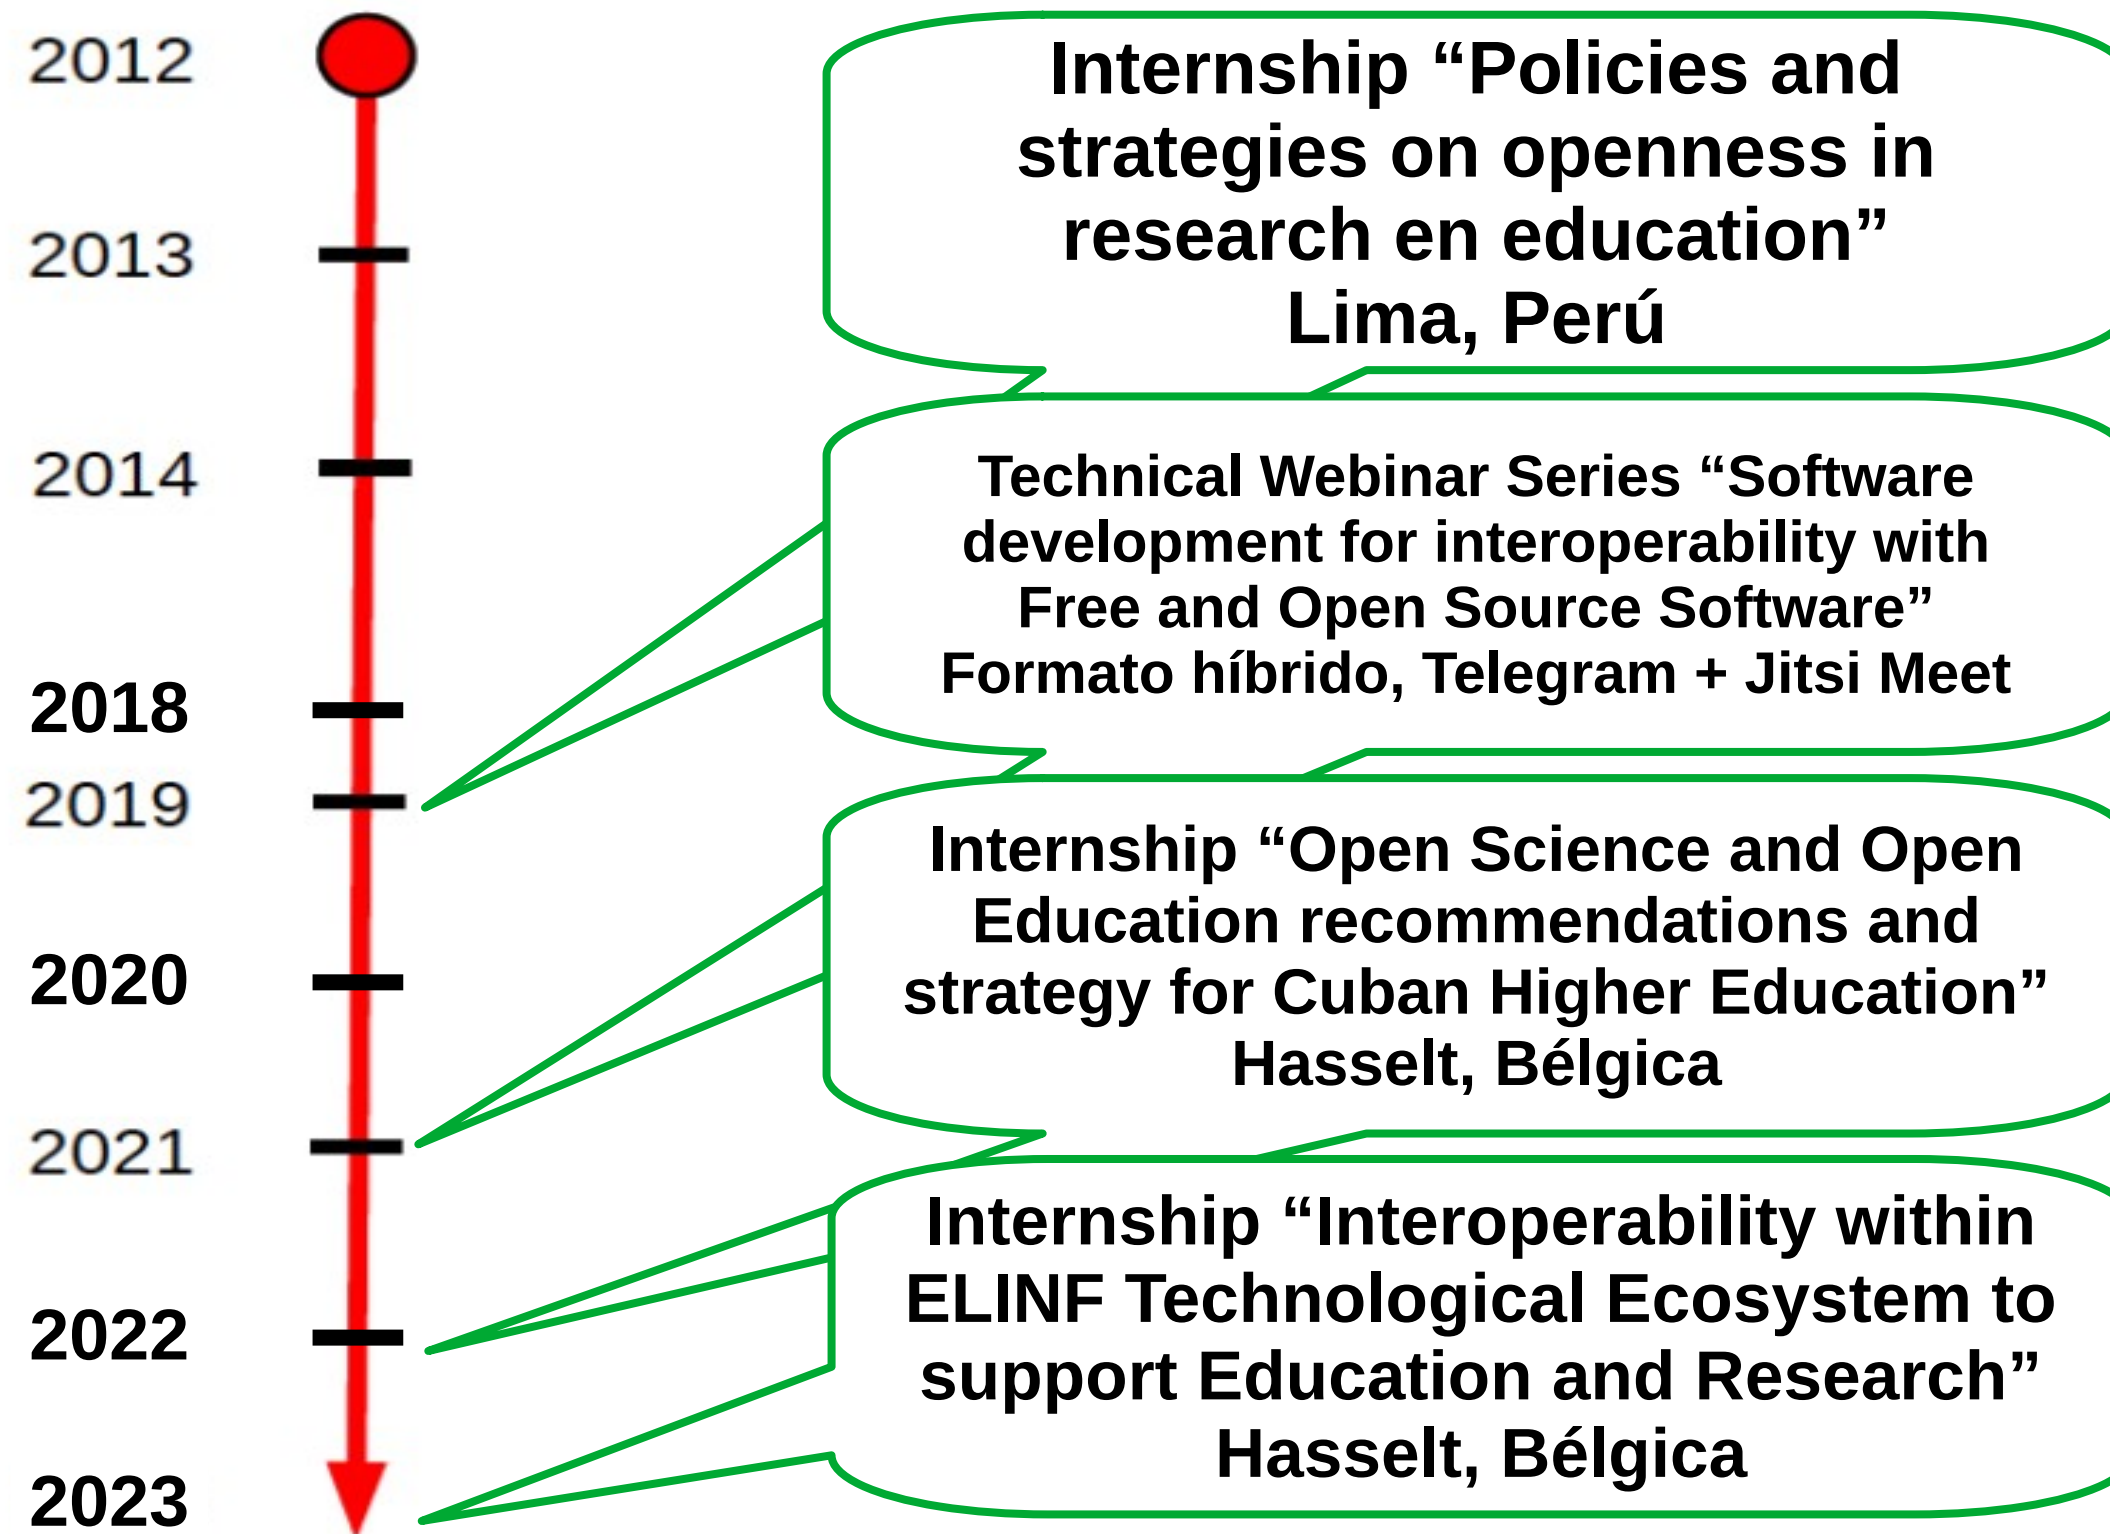 2012
2013
2014
2018
2019
2020
2021
2022
2023
Internship “Policies and
strategies on openness in
research en education”
Lima, Perú
Technical Webinar Series “Software
development for interoperability with
Free and Open Source Software”
Formato híbrido, Telegram + Jitsi Meet
Internship “Open Science and Open
Education recommendations and
strategy for Cuban Higher Education”
Hasselt, Bélgica
Internship “Interoperability within
ELINF Technological Ecosystem to
support Education and Research”
Hasselt, Bélgica